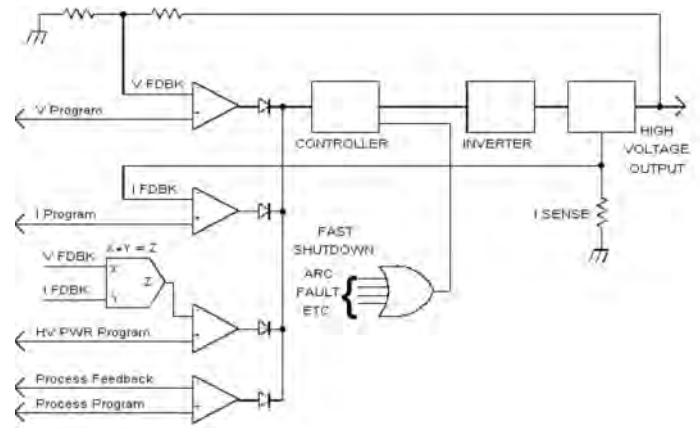 V FDBK
V Program
CONTROLLER
INVERTER
HIGH
VOLTAGE
OUTPUT
I FDBK
I Program
I SENSE
FAST
SHUTDOWN
ARC
FAULT
ETC
X*Y = Z
V FDBK
X
Z
I FDBK
Y
HV PWR Program
Process Feedback
Process Program